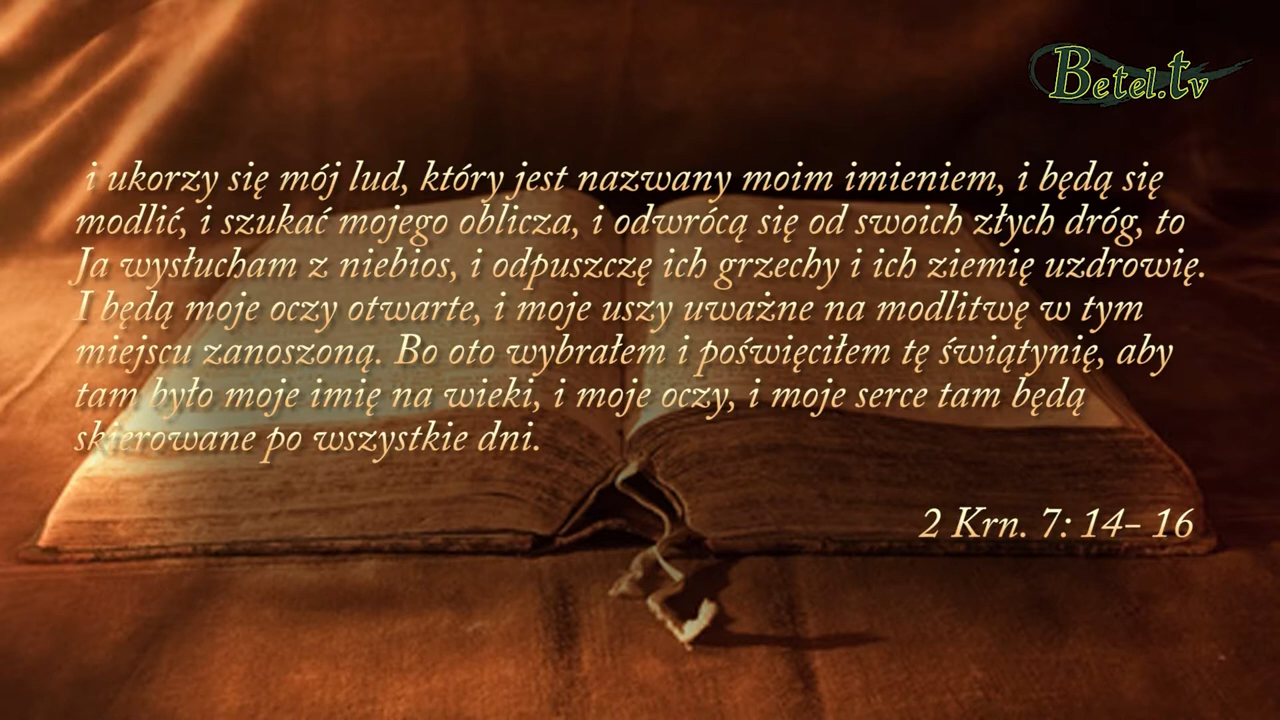 Betel.tv
i ukorzy się mój lud, który jest nazwany moim imieniem, i będą się
modlić, i szukać mojego oblicza, i odwrócą się od swoich złych dróg, to
Ja wysłucham z niebios, i odpuszczę ich grzechy i ich ziemię uzdrowię.
I będą moje oczy otwarte, i moje uszy uważne na modlitwę w tym
miejscu zanoszoną. Bo oto wybrałem i poświęciłem tę świątynię, aby
tam było moje imię na wieki, i moje oczy, i moje serce tam będą
skierowane po wszystkie dni.
2 Krn. 7: 14- 16